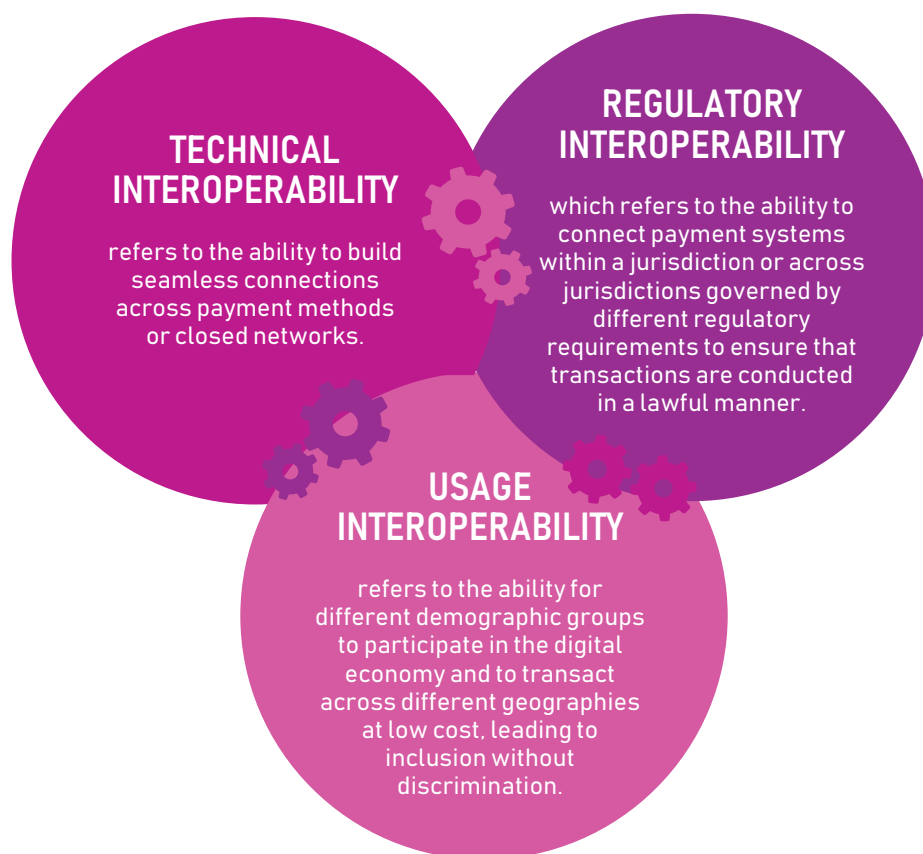 TECHNICAL
INTEROPERABILITY
refers to the ability to build
seamless connections
across payment methods
or closed networks.
REGULATORY
INTEROPERABILITY
which refers to the ability to
connect payment systems
within a jurisdiction or across
jurisdictions governed by
different regulatory
requirements to ensure that
transactions are conducted
in a lawful manner.
USAGE
INTEROPERABILITY
refers to the ability for
different demographic groups
to participate in the digital
economy and to transact
across different geographies
at low cost, leading to
inclusion without
discrimination.